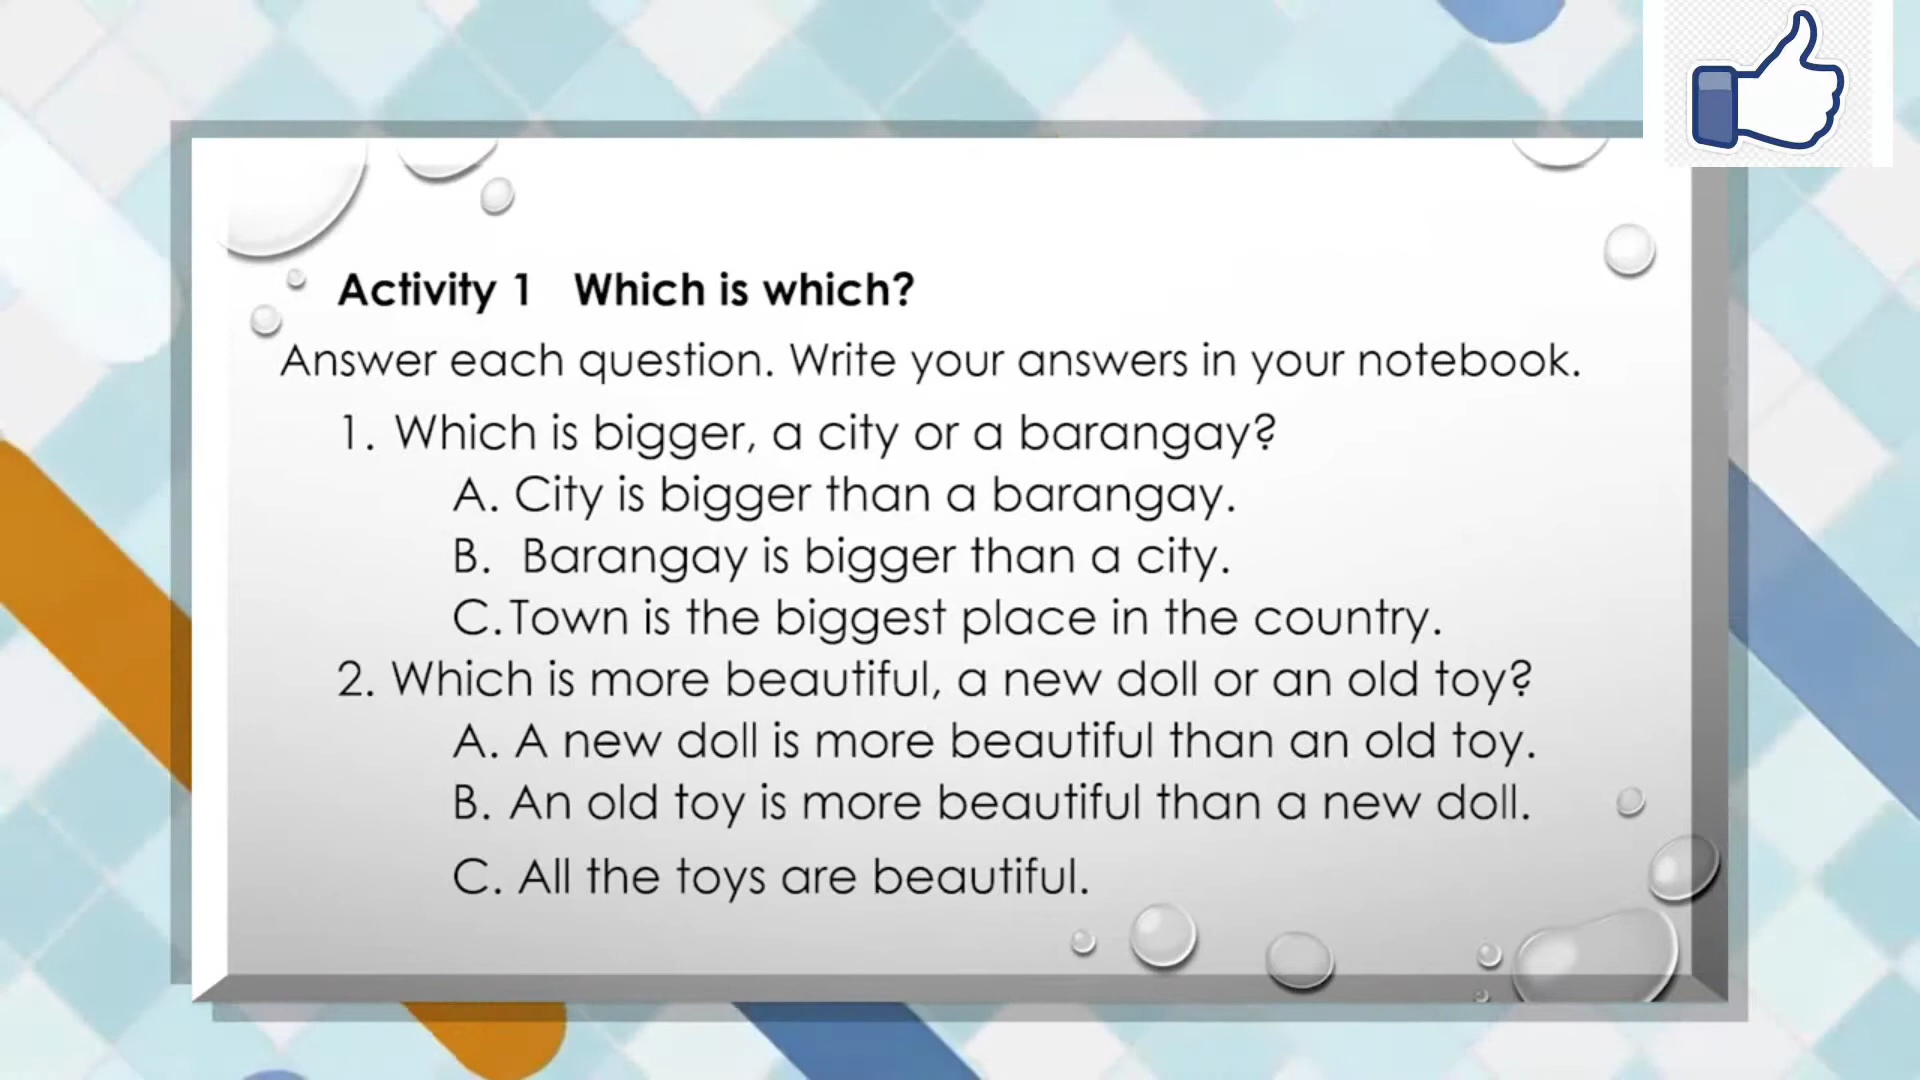 Activity 1 Which is which?
Answer each question. Write your answers in your notebook.
1. Which is bigger, a city or a barangay?
A. City is bigger than a barangay.
B. Barangay is bigger than a city.
C.Town is the biggest place in the country.
2. Which is more beautiful, a new doll or an old toy?
A. A new doll is more beautiful than an old toy.
B. An old toy is more beautiful than a new doll.
C. All the toys are beautiful.